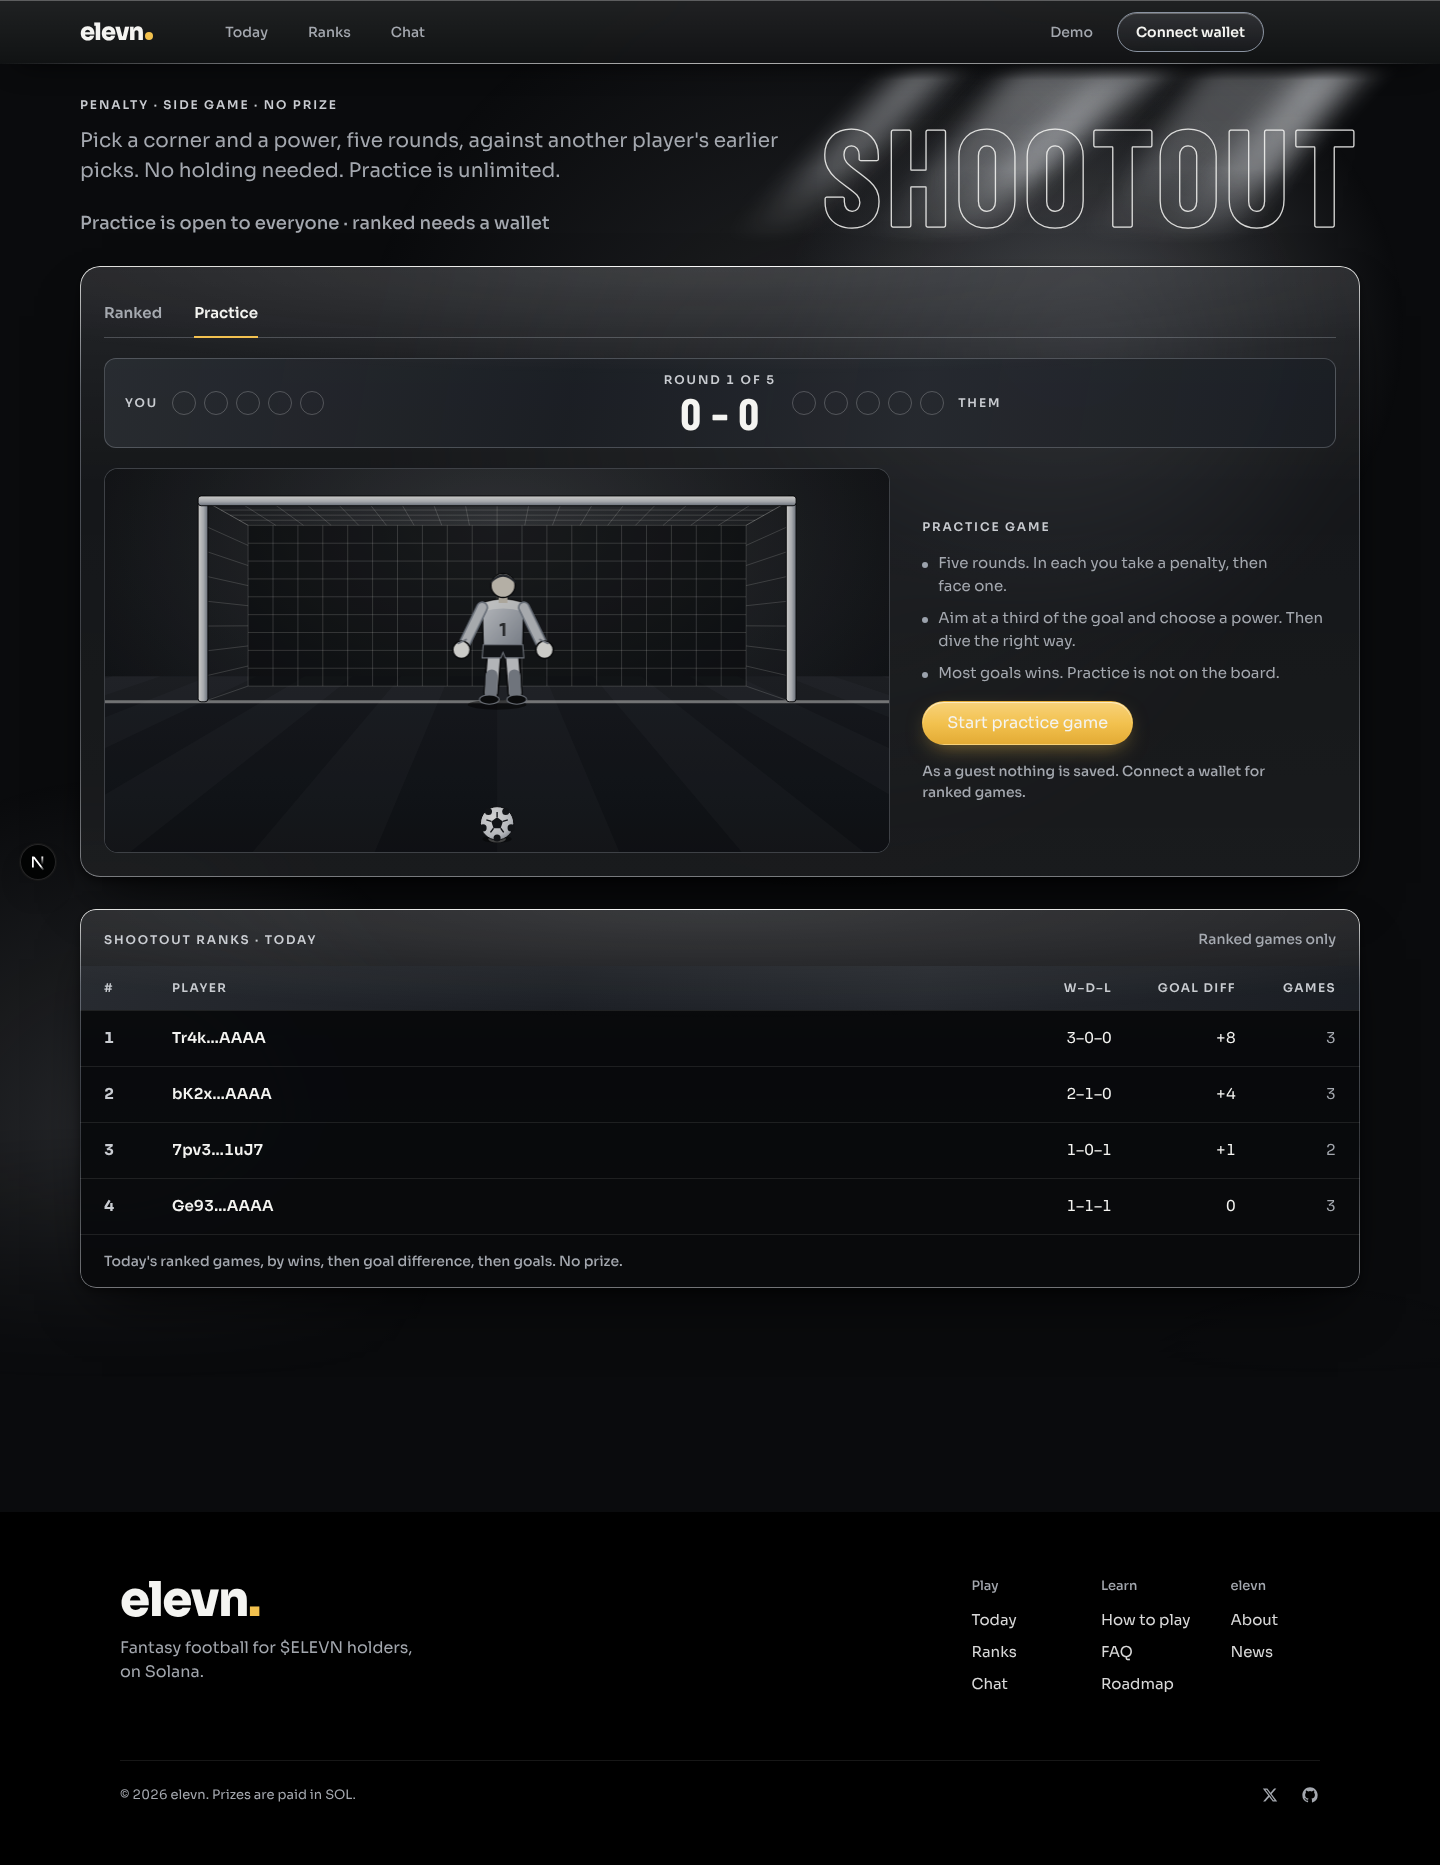 elevn.
Today Ranks Chat Demo Connect wallet
PENALTY · SIDE GAME · NO PRIZE
Pick a corner and a power, five rounds, against another player's earlier
picks. No holding needed. Practice is unlimited.
Practice is open to everyone · ranked needs a wallet
SHOOTOUT
Ranked Practice
ROUND 1 OF 5
YOU 0 - 0 THEM
1
PRACTICE GAME
Five rounds. In each you take a penalty, then
face one.
Aim at a third of the goal and choose a power. Then
dive the right way.
Most goals wins. Practice is not on the board.
Start practice game
As a guest nothing is saved. Connect a wallet for
ranked games.
N
SHOOTOUT RANKS · TODAY Ranked games only
# PLAYER W–D–L GOAL DIFF GAMES
1 Tr4k…AAAA 3–0–0 +8 3
2 bK2x…AAAA 2–1–0 +4 3
3 7pv3…1uJ7 1–0–1 +1 2
4 Ge93…AAAA 1–1–1 0 3
Today's ranked games, by wins, then goal difference, then goals. No prize.
elevn.
Fantasy football for $ELEVN holders,
on Solana.
Play Learn elevn
Today How to play About
Ranks FAQ News
Chat Roadmap
© 2026 elevn. Prizes are paid in SOL.